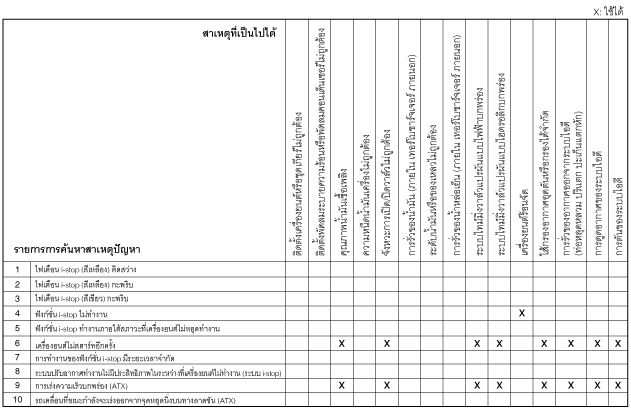 X: ใช้ได้
สาเหตุที่เป็นไปได้
รายการการค้นหาสาเหตุปัญหา
ติดตั้งเครื่องยนต์หรือชุดเกียร์ไม่ถูกต้อง
ติดตั้งพัดลมระบายความร้อนหรือพัดลมคอนเด็นเซอร์ไม่ถูกต้อง
คุณภาพน้ำมันเชื้อเพลิง
ความหนืดน้ำมันเครื่องไม่ถูกต้อง
จังหวะการเปิด/ปิดวาล์วไม่ถูกต้อง
การรั่วของน้ำมัน (ภายใน เทอร์โบชาร์จเจอร์ ภายนอก)
ระดับน้ำมันหรือของเหลวไม่ถูกต้อง
การรั่วของน้ำหล่อเย็น (ภายใน เทอร์โบชาร์จเจอร์ ภายนอก)
ระบบไทม์มิ่งวาล์วแปรผันแบบไฟฟ้าบกพร่อง
ระบบไทม์มิ่งวาล์วแปรผันแบบไฮดรอลิกบกพร่อง
เครื่องยนต์ร้อนจัด
ไส้กรองอากาศอุดตันหรือกรองได้จำกัด
การรั่วของอากาศออกจากระบบไอดี
(ท่อหลุดหลวม ปริแตก ปะเก็นแตกหัก)
การดูดอากาศของระบบไอดี
การตันของระบบไอดี
1 ไฟเตือน i-stop (สีเหลือง) ติดสว่าง
2 ไฟเตือน i-stop (สีเหลือง) กะพริบ
3 ไฟเตือน i-stop (สีเขียว) กะพริบ
4 ฟังก์ชั่น i-stop ไม่ทำงาน X
5 ฟังก์ชั่น i-stop ทำงานภายใต้สภาวะที่เครื่องยนต์ไม่หยุดทำงาน
6 เครื่องยนต์ไม่สตาร์ทอีกครั้ง X X X X X X X X
7 การทำงานของฟังก์ชั่น i-stop มีระยะเวลาจำกัด
8 ระบบปรับอากาศทำงานไม่มีประสิทธิภาพในระหว่างที่เครื่องยนต์ไม่ทำงาน (ระบบ i-stop)
9 การเร่งความเร็วบกพร่อง (ATX) X X X X X X X X
10 รถเคลื่อนที่ขณะกำลังจะเร่งออกจากจุดหยุดนิ่งบนทางลาดชัน (ATX)